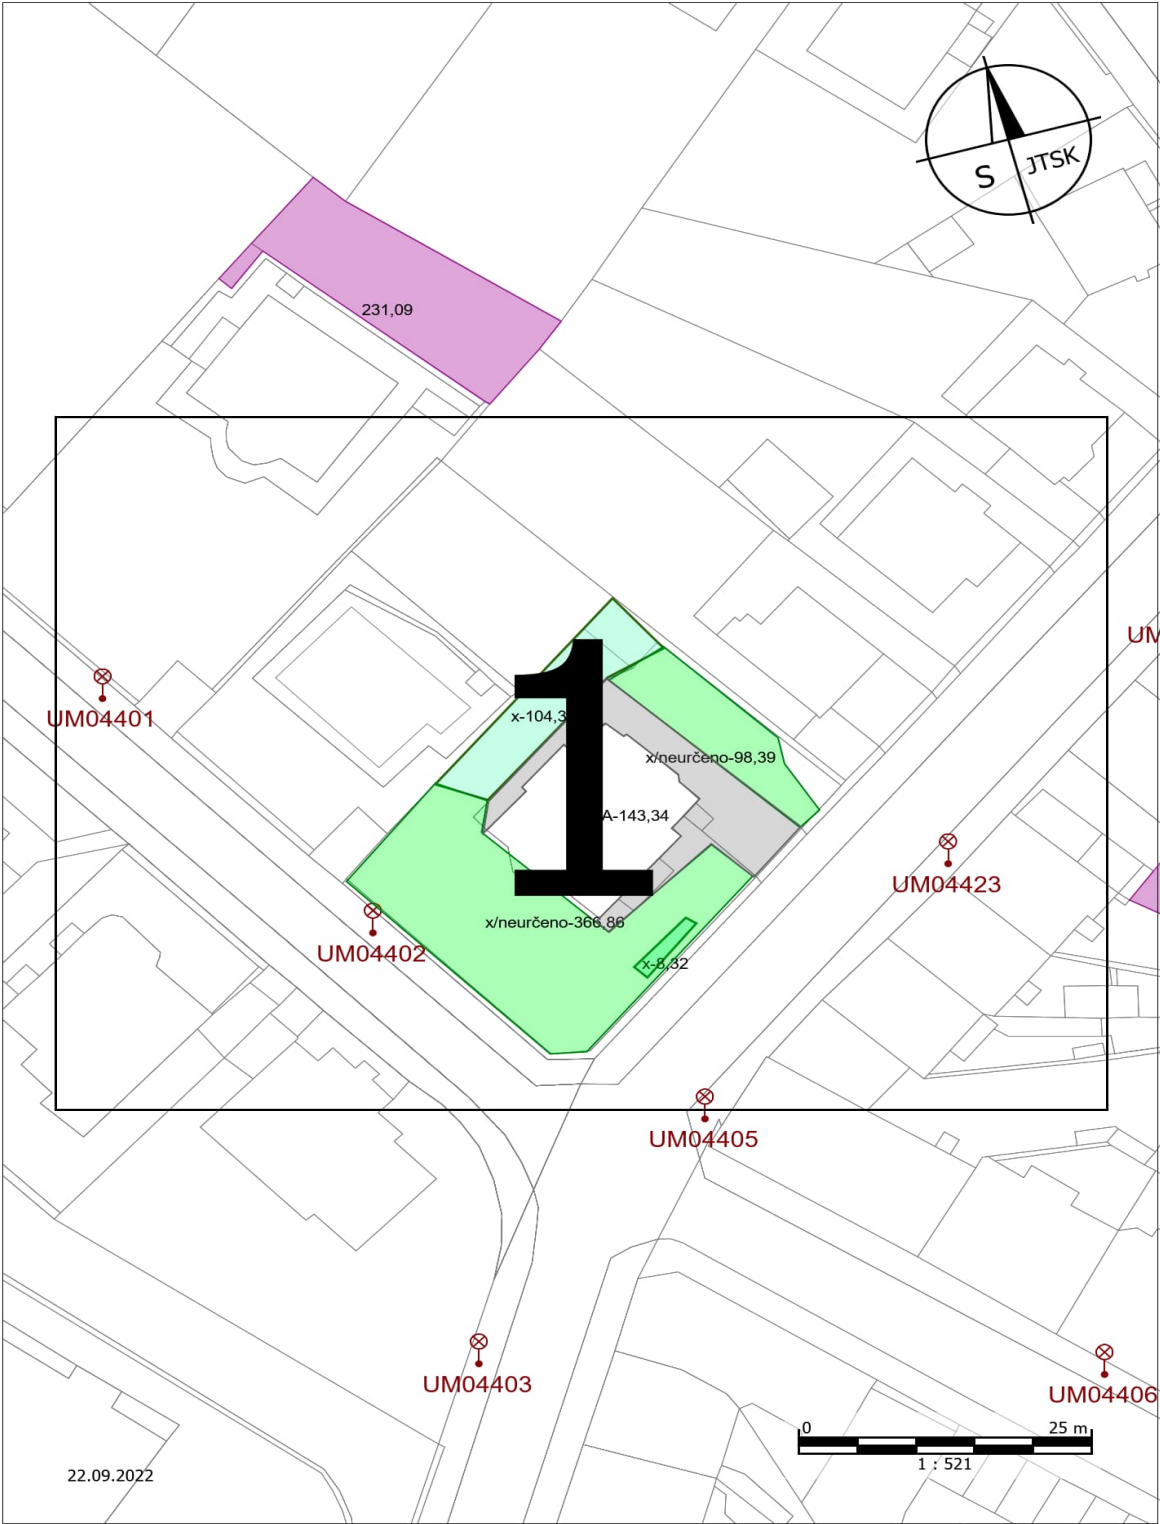 S
JTSK
231,09
UM
UM04401
x-104,3
1
x/neurčeno-98,39
A-143,34
UM04423
x/neurčeno-366,86
UM04402
x-8,32
UM04405
UM04403
UM04406
0 25 m
1 : 521
22.09.2022